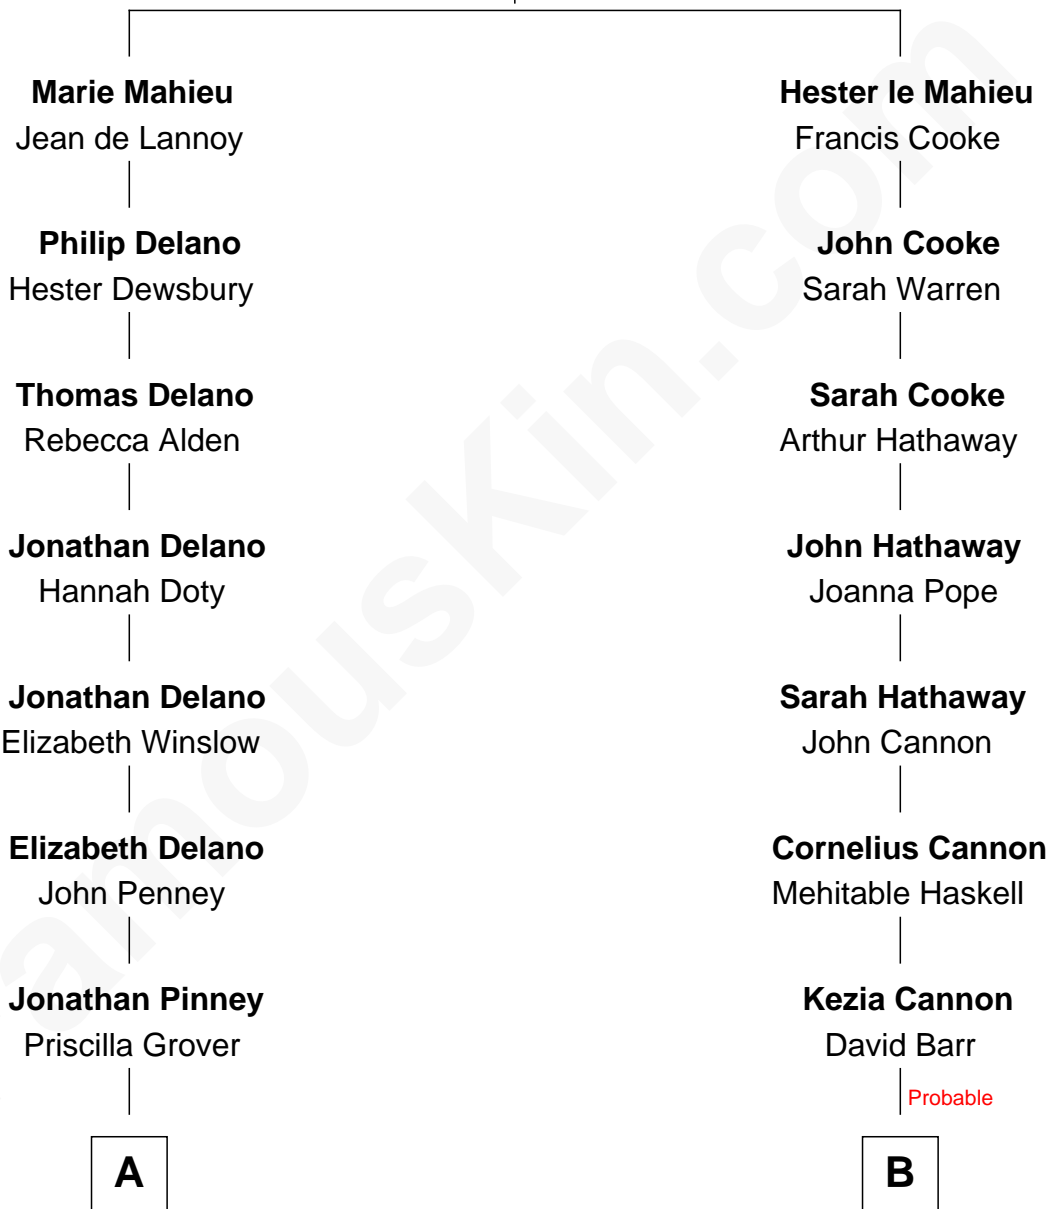 Marie Mahieu
Jean de Lannoy
Hester le Mahieu
Francis Cooke
Philip Delano
Hester Dewsbury
John Cooke
Sarah Warren
Thomas Delano
Rebecca Alden
Sarah Cooke
Arthur Hathaway
Jonathan Delano
Hannah Doty
John Hathaway
Joanna Pope
Jonathan Delano
Elizabeth Winslow
Sarah Hathaway
John Cannon
Elizabeth Delano
John Penney
Cornelius Cannon
Mehitable Haskell
Jonathan Pinney
Priscilla Grover
Kezia Cannon
David Barr
Probable
A
B
amouskin.com